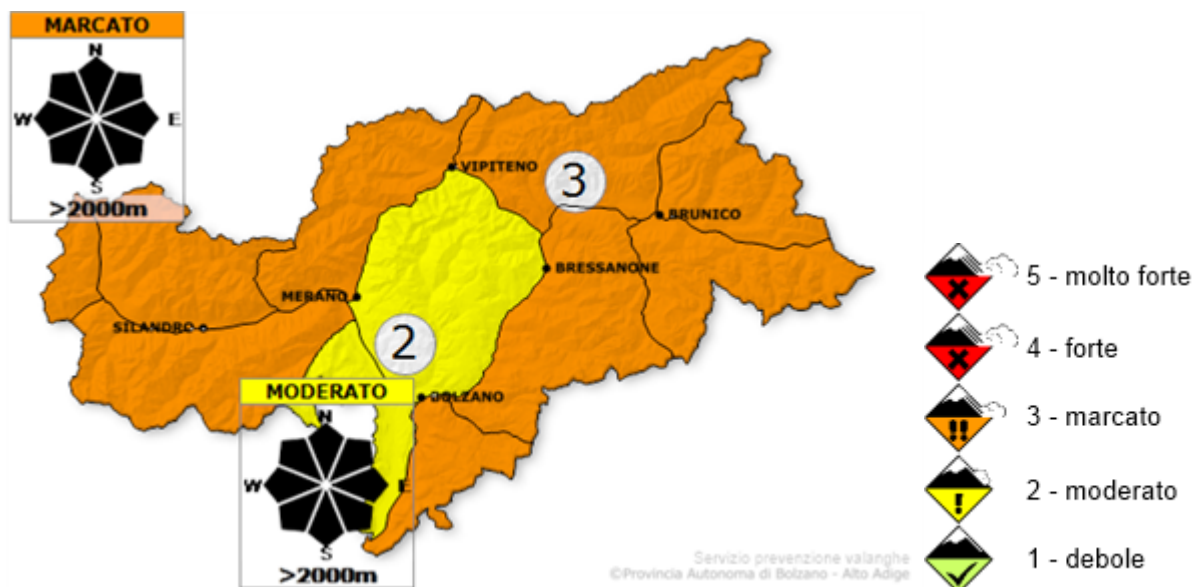 MARCATO
N
W E
S
>2000m
VIPITENO
3
BRUNICO
BRESSANONE
MERANO
SILANDRO
2
BOLZANO
MODERATO
N
W E
S
>2000m
5 - molto forte
4 - forte
3 - marcato
2 - moderato
1 - debole
Servizio prevenzione valanghe
©Provincia Autonoma di Bolzano - Alto Adige